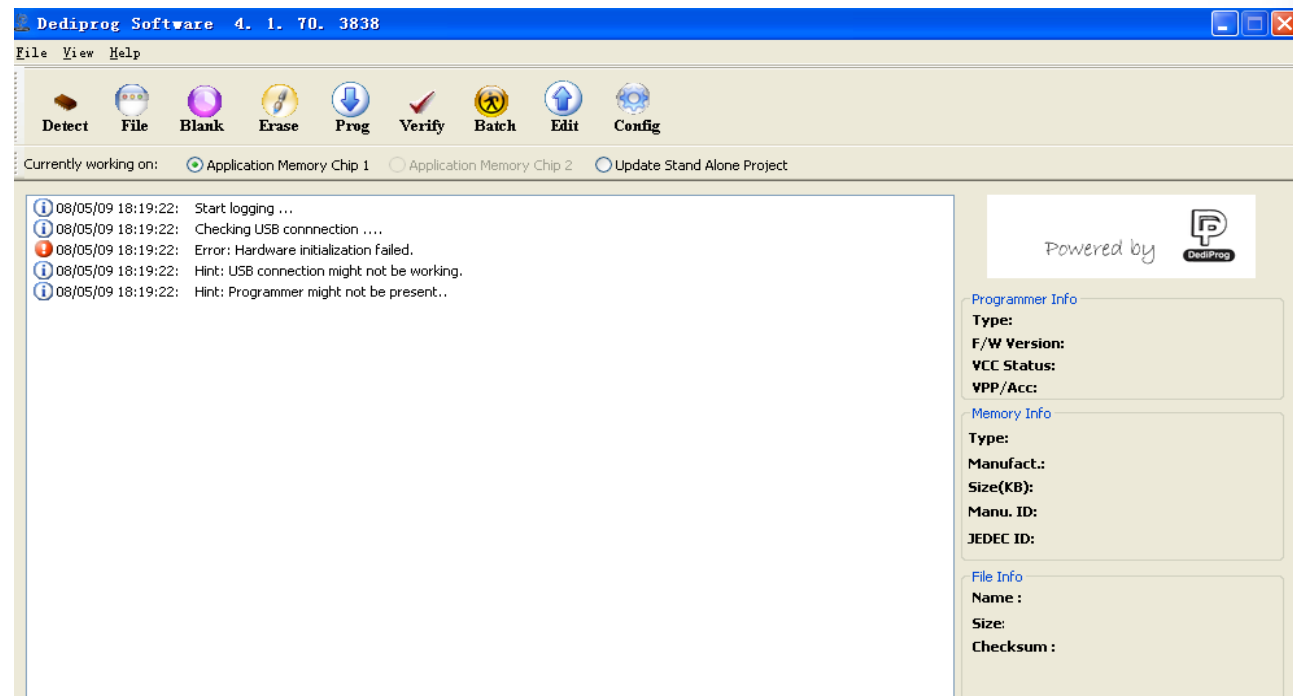 Dediprog Software 4. 1. 70. 3838
File View Help
Detect File Blank Erase Prog Verify Batch Edit Config
Currently working on: Application Memory Chip 1 Application Memory Chip 2 Update Stand Alone Project
08/05/09 18:19:22: Start logging ...
08/05/09 18:19:22: Checking USB connnection ....
08/05/09 18:19:22: Error: Hardware initialization failed.
08/05/09 18:19:22: Hint: USB connection might not be working.
08/05/09 18:19:22: Hint: Programmer might not be present..
Powered by DediProg
Programmer Info
Type:
F/W Version:
VCC Status:
VPP/Acc:
Memory Info
Type:
Manufact.:
Size(KB):
Manu. ID:
JEDEC ID:
File Info
Name :
Size:
Checksum :